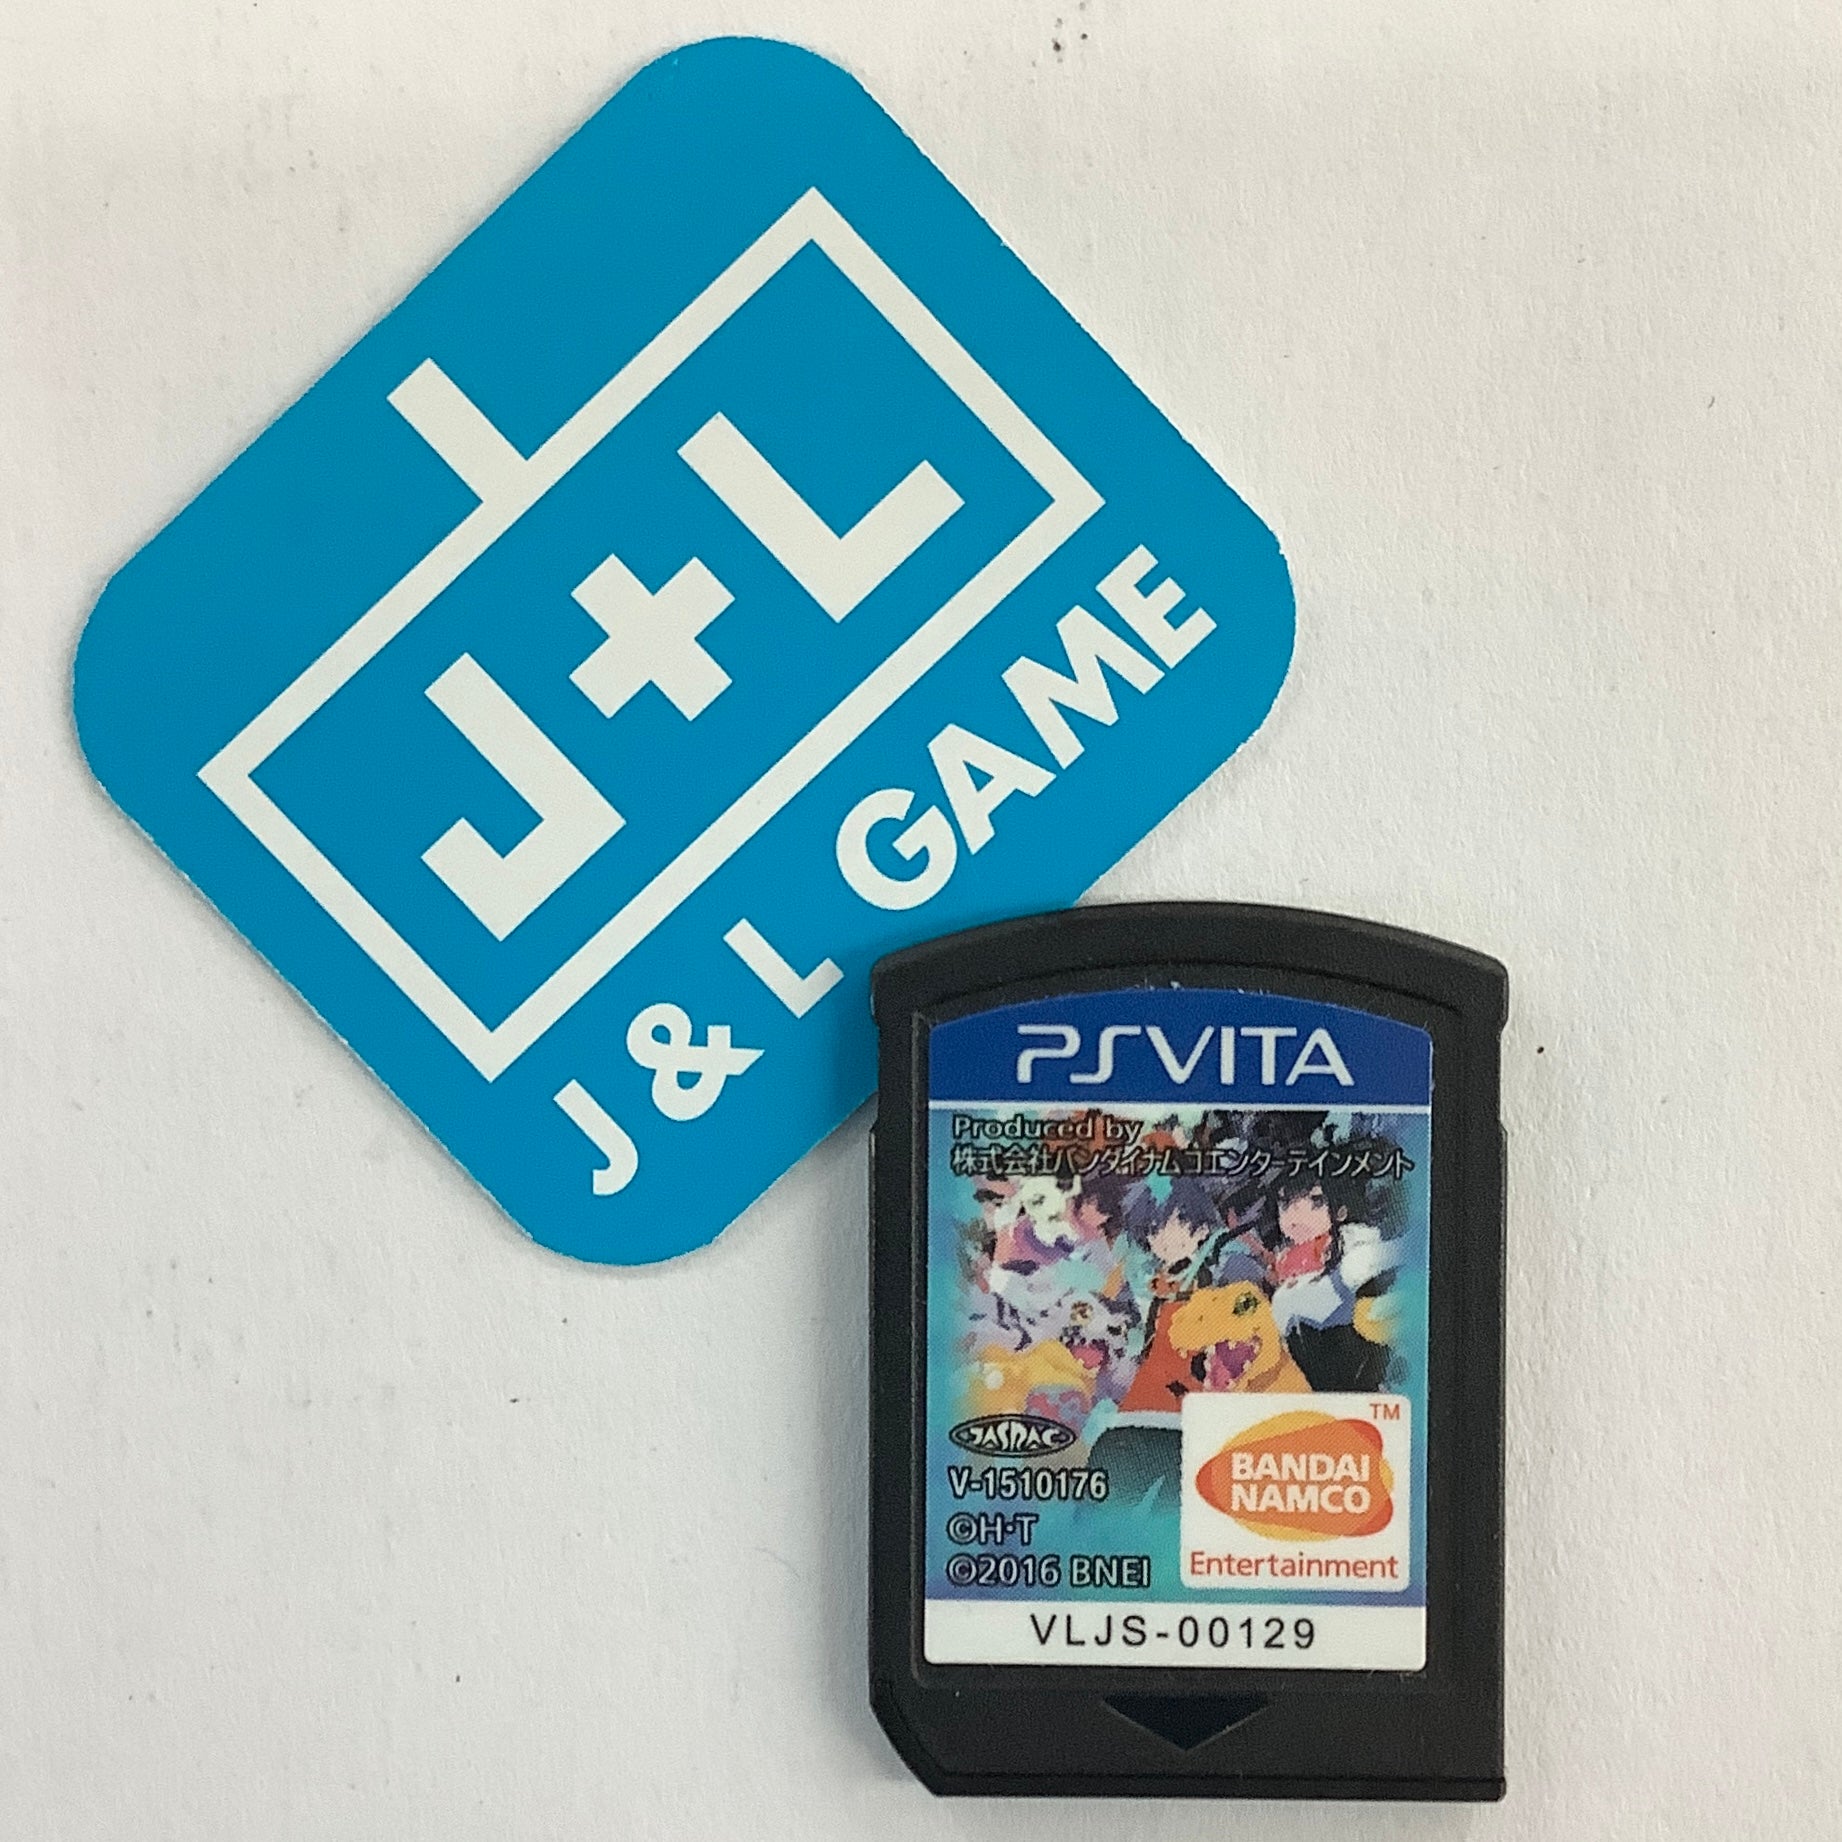 J+L
J & L GAME
PSVITA
Produced by
株式会社バンダイナムコエンターテインメント
JASRAC
V-1510176
©H·T
©2016 BNEI
TM
BANDAI
NAMCO
Entertainment
VLJS-00129